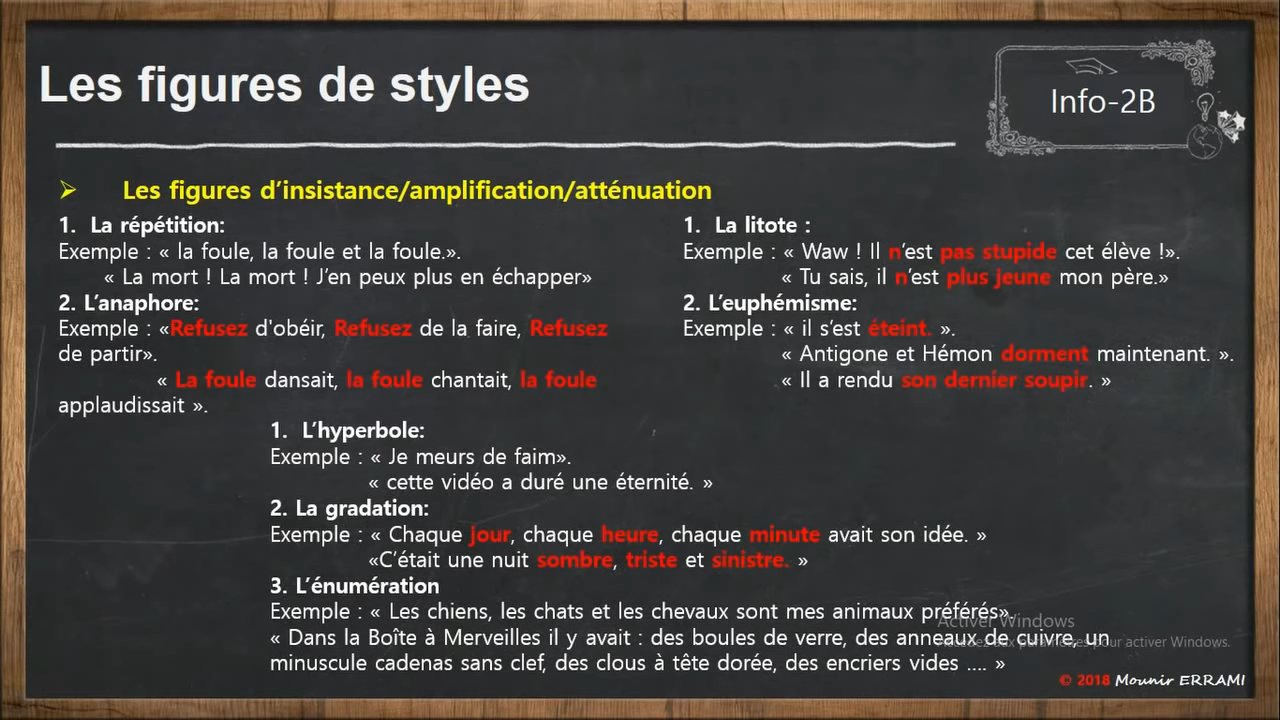 Les figures de styles
Info-2B
➢ Les figures d'insistance/amplification/atténuation
1. La répétition:
Exemple : « la foule, la foule et la foule.».
« La mort ! La mort ! J'en peux plus en échapper»
2. L'anaphore:
Exemple : «Refusez d'obéir, Refusez de la faire, Refusez
de partir».
« La foule dansait, la foule chantait, la foule
applaudissait ».
1. La litote :
Exemple : « Waw ! Il n'est pas stupide cet élève !».
« Tu sais, il n'est plus jeune mon père.»
2. L'euphémisme:
Exemple : « il s'est éteint. ».
« Antigone et Hémon dorment maintenant. ».
« Il a rendu son dernier soupir. »
1. L'hyperbole:
Exemple : « Je meurs de faim».
« cette vidéo a duré une éternité. »
2. La gradation:
Exemple : « Chaque jour, chaque heure, chaque minute avait son idée. »
«C'était une nuit sombre, triste et sinistre. »
3. L'énumération
Exemple : « Les chiens, les chats et les chevaux sont mes animaux préférés».
« Dans la Boîte à Merveilles il y avait : des boules de verre, des anneaux de cuivre, un
minuscule cadenas sans clef, des clous à tête dorée, des encriers vides .... »
Activer Windows
Accédez aux paramètres pour activer Windows.
© 2018 Mounir ERRAMI